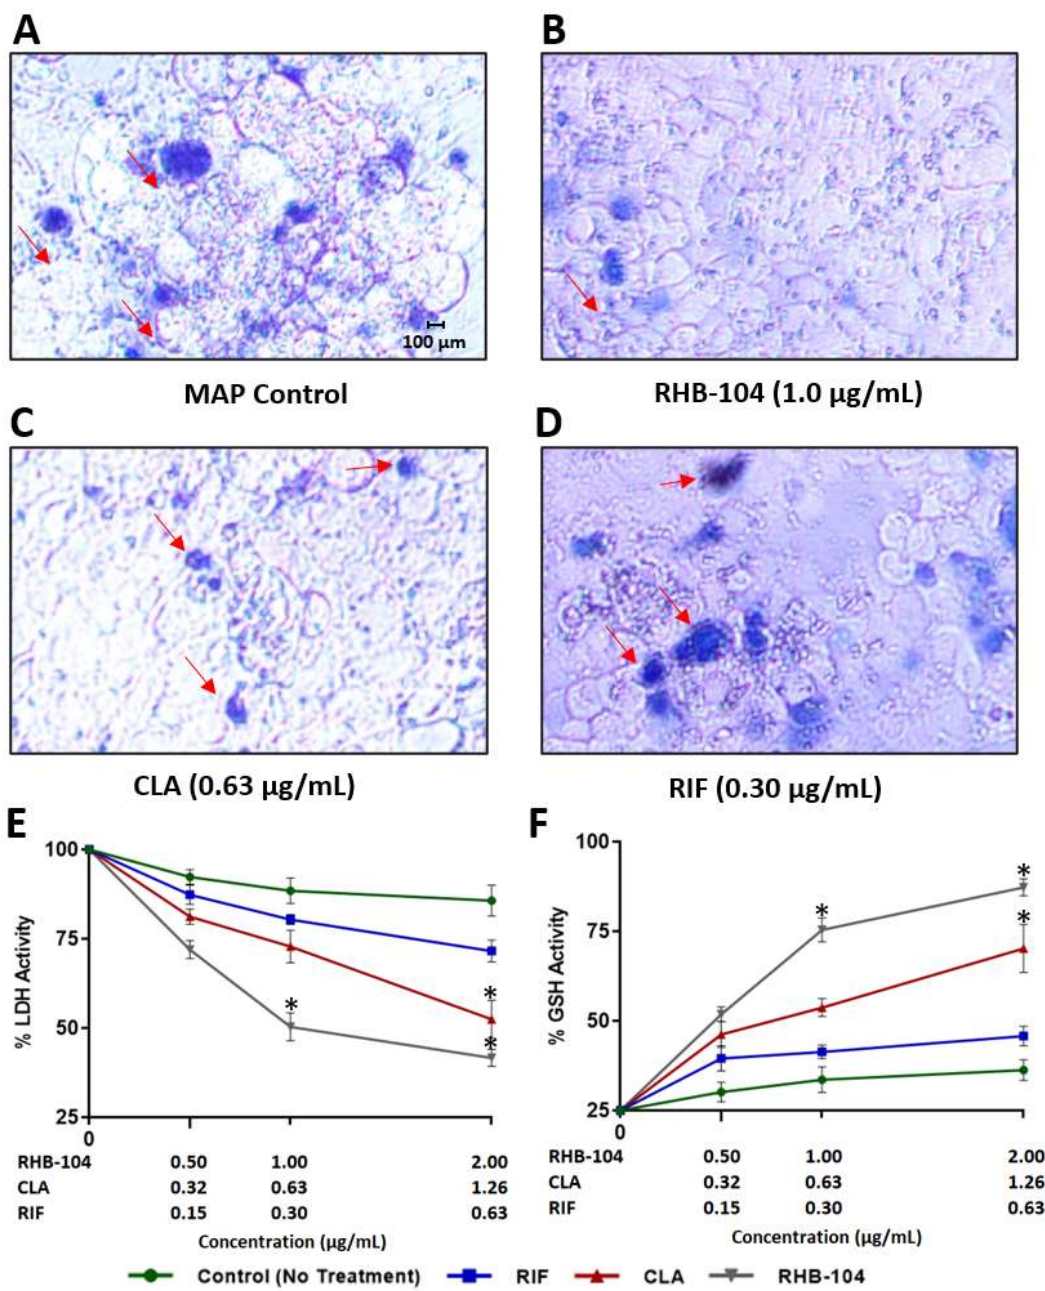 A
B
100 µm
MAP Control
RHB-104 (1.0 µg/mL)
C
D
CLA (0.63 µg/mL)
RIF (0.30 µg/mL)
E
100
75
50
25
% LDH Activity
*
*
*
0
RHB-104 0.50 1.00 2.00
CLA 0.32 0.63 1.26
RIF 0.15 0.30 0.63
Concentration (µg/mL)
F
100
75
50
25
% GSH Activity
*
*
*
0
RHB-104 0.50 1.00 2.00
CLA 0.32 0.63 1.26
RIF 0.15 0.30 0.63
Concentration (µg/mL)
Control (No Treatment) RIF CLA RHB-104